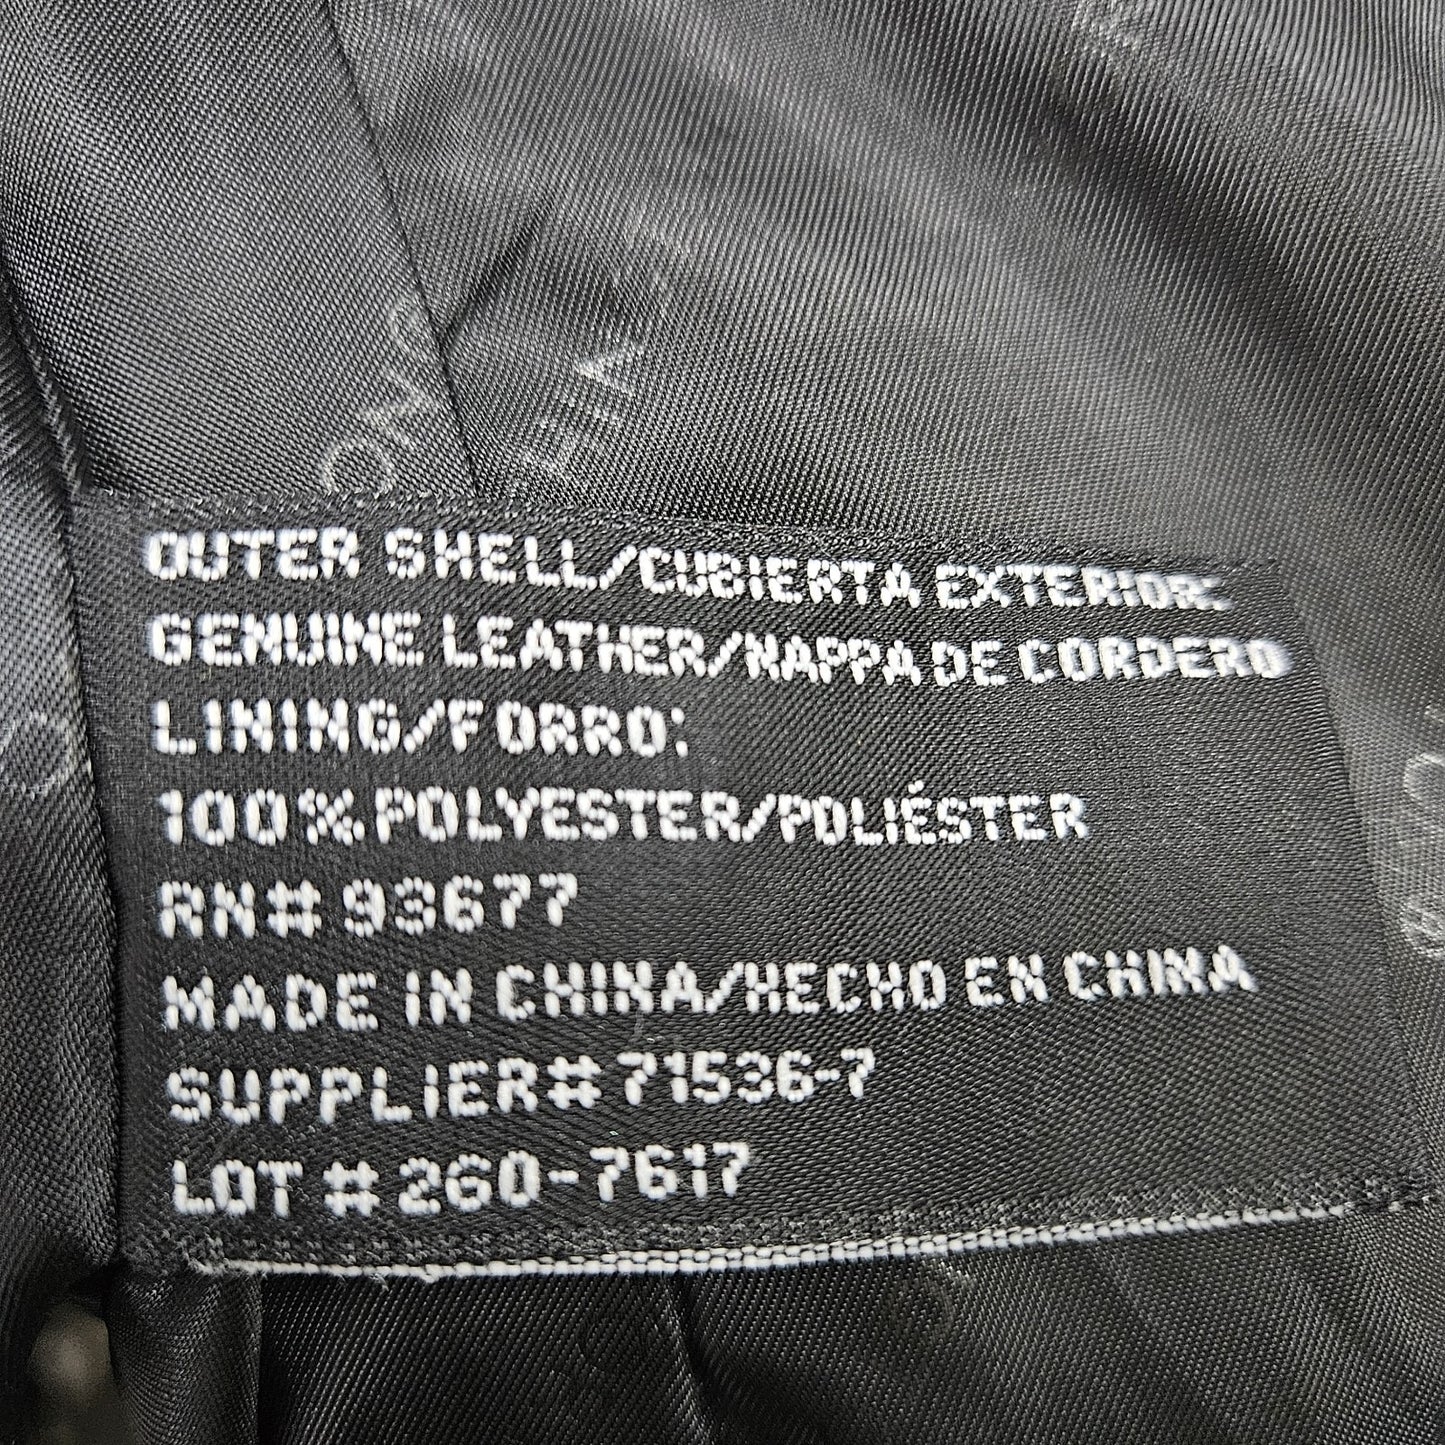 OUTER SHELL/CUBIERTA EXTERIOR:
GENUINE LEATHER/NAPPA DE CORDERO
LINING/FORRO:
100% POLYESTER/POLIÉSTER
RN# 93677
MADE IN CHINA/HECHO EN CHINA
SUPPLIER# 71536-7
LOT # 260-7617